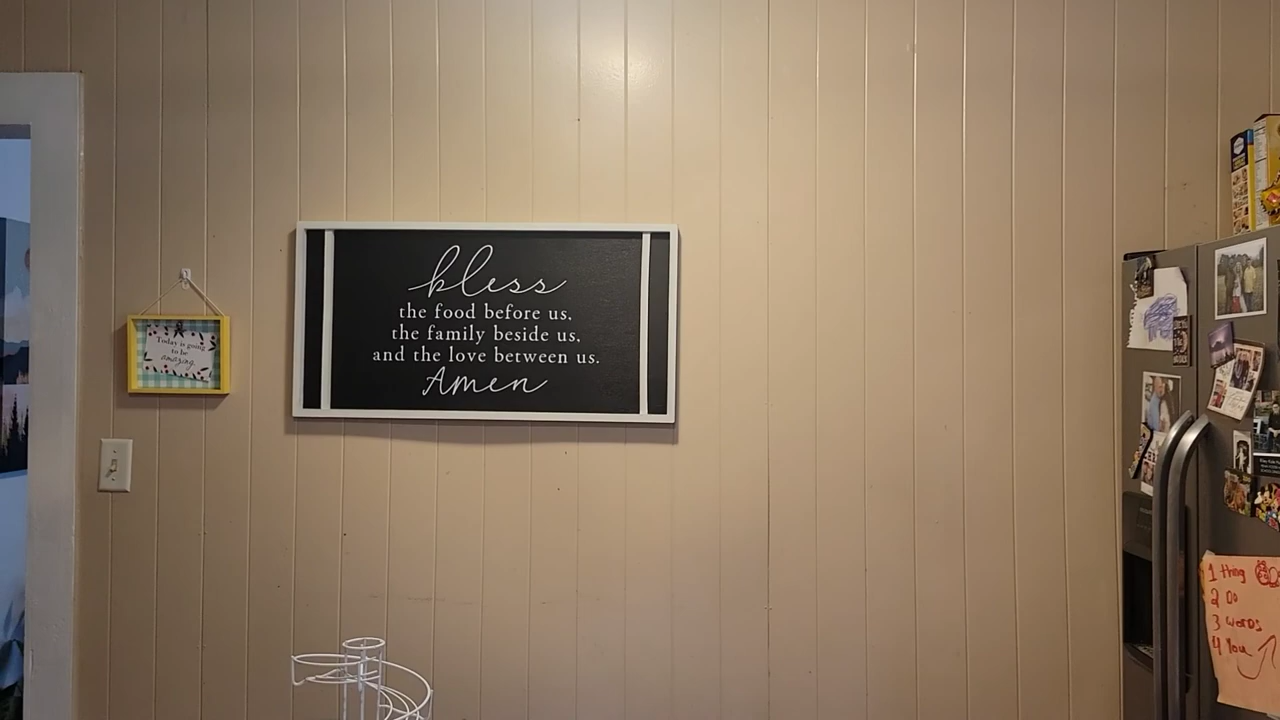 Today is going
to be
amazing
bless
the food before us,
the family beside us,
and the love between us.
Amen
1 thing
2 Do
3 words
4 You